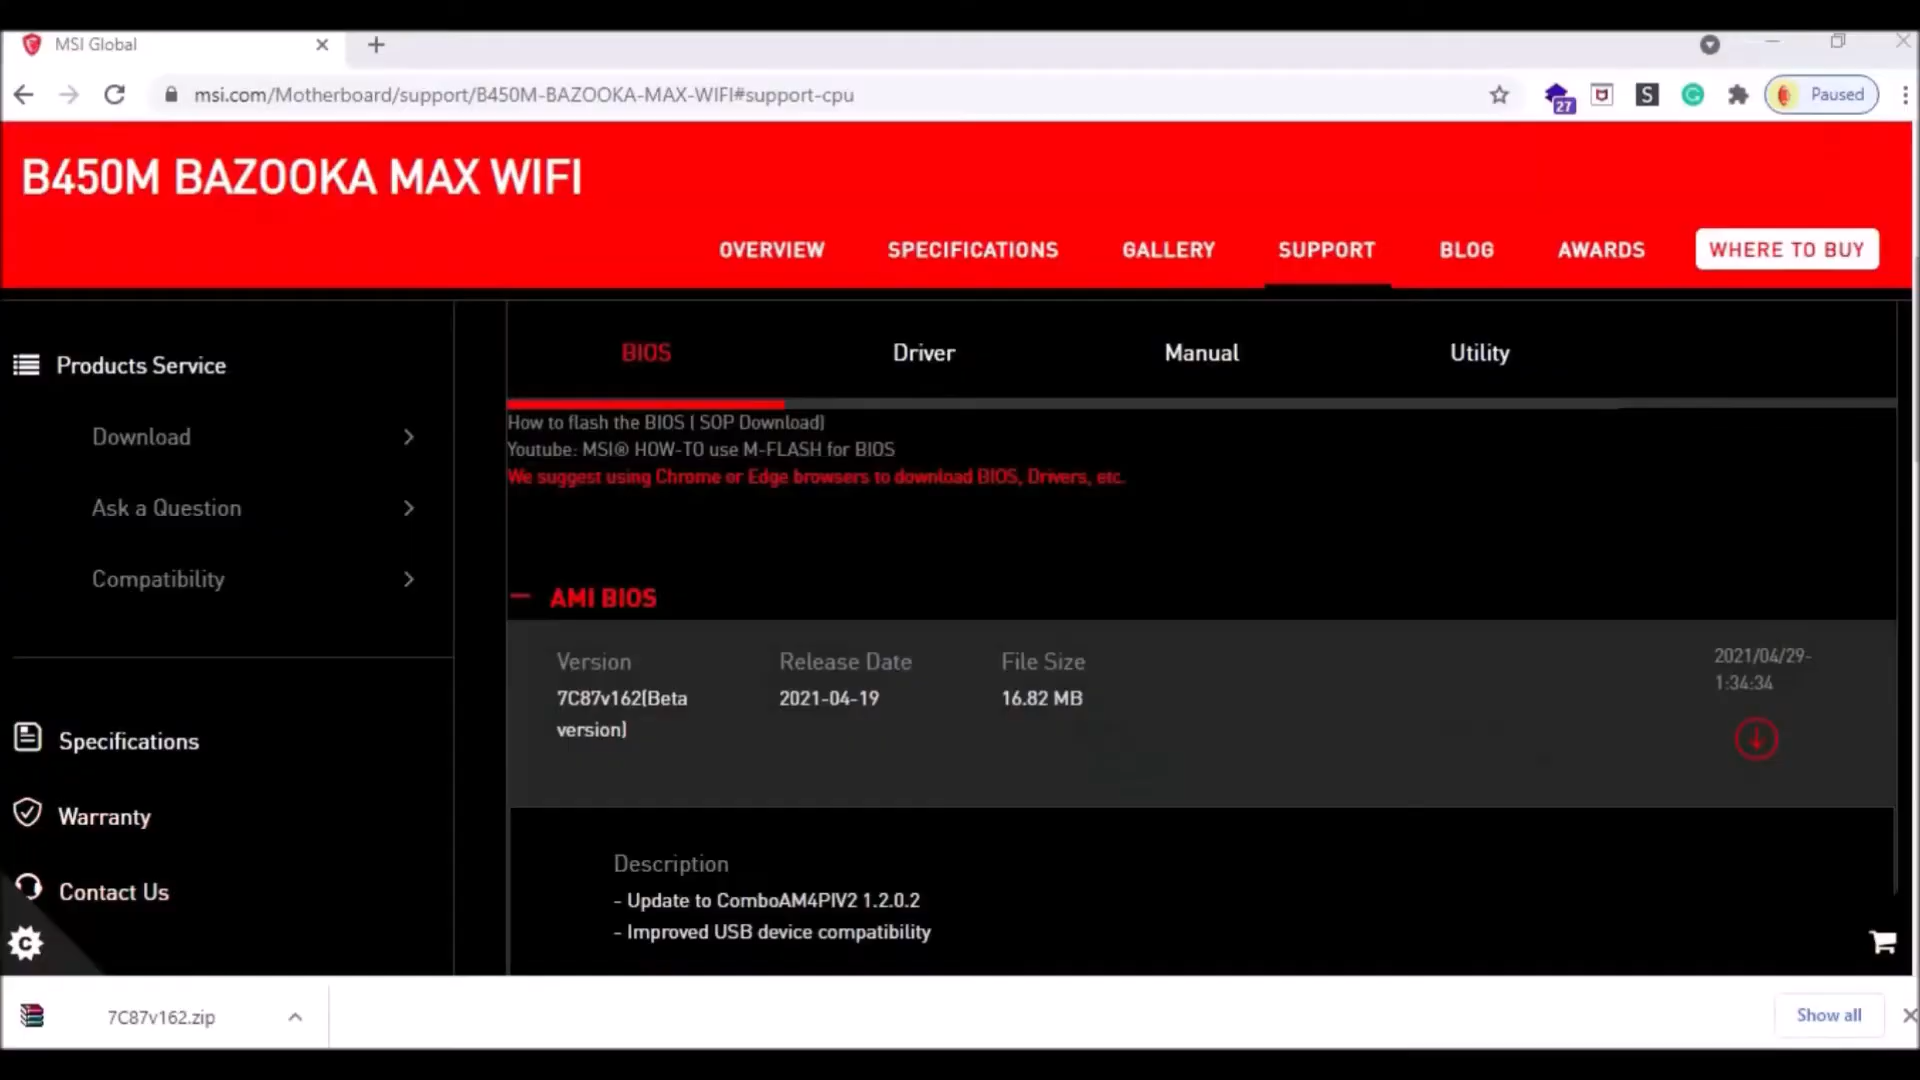 MSI Global
msi.com/Motherboard/support/B450M-BAZOOKA-MAX-WIFI#support-cpu
27
S
Paused
B450M BAZOOKA MAX WIFI
OVERVIEW SPECIFICATIONS GALLERY SUPPORT BLOG AWARDS WHERE TO BUY
Products Service
Download
Ask a Question
Compatibility
Specifications
Warranty
Contact Us
C
BIOS Driver Manual Utility
How to flash the BIOS ( SOP Download)
Youtube: MSI® HOW-TO use M-FLASH for BIOS
We suggest using Chrome or Edge browsers to download BIOS, Drivers, etc.
AMI BIOS
Version Release Date File Size
7C87v162(Beta version) 2021-04-19 16.82 MB
2021/04/29-
1:34:34
Description
- Update to ComboAM4PIV2 1.2.0.2
- Improved USB device compatibility
7C87v162.zip
Show all